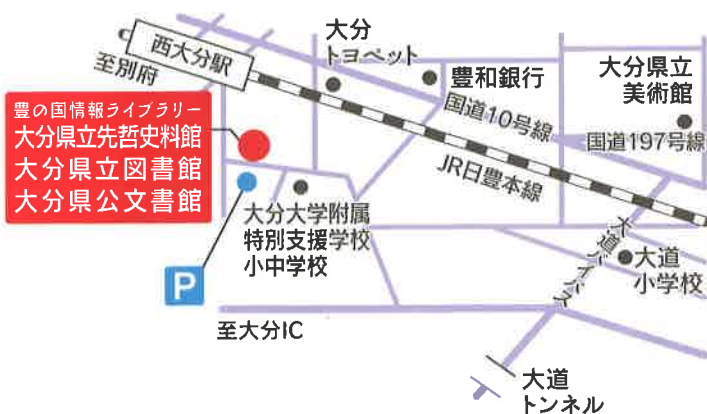 西大分駅
至別府
大分
トヨペット
豊和銀行
国道10号線
大分県立
美術館
国道197号線
JR日豊本線
豊の国情報ライブラリー
大分県立先哲史料館
大分県立図書館
大分県公文書館
P
大分大学附属
特別支援学校
小中学校
大道バイパス
大道
小学校
至大分IC
大道
トンネル